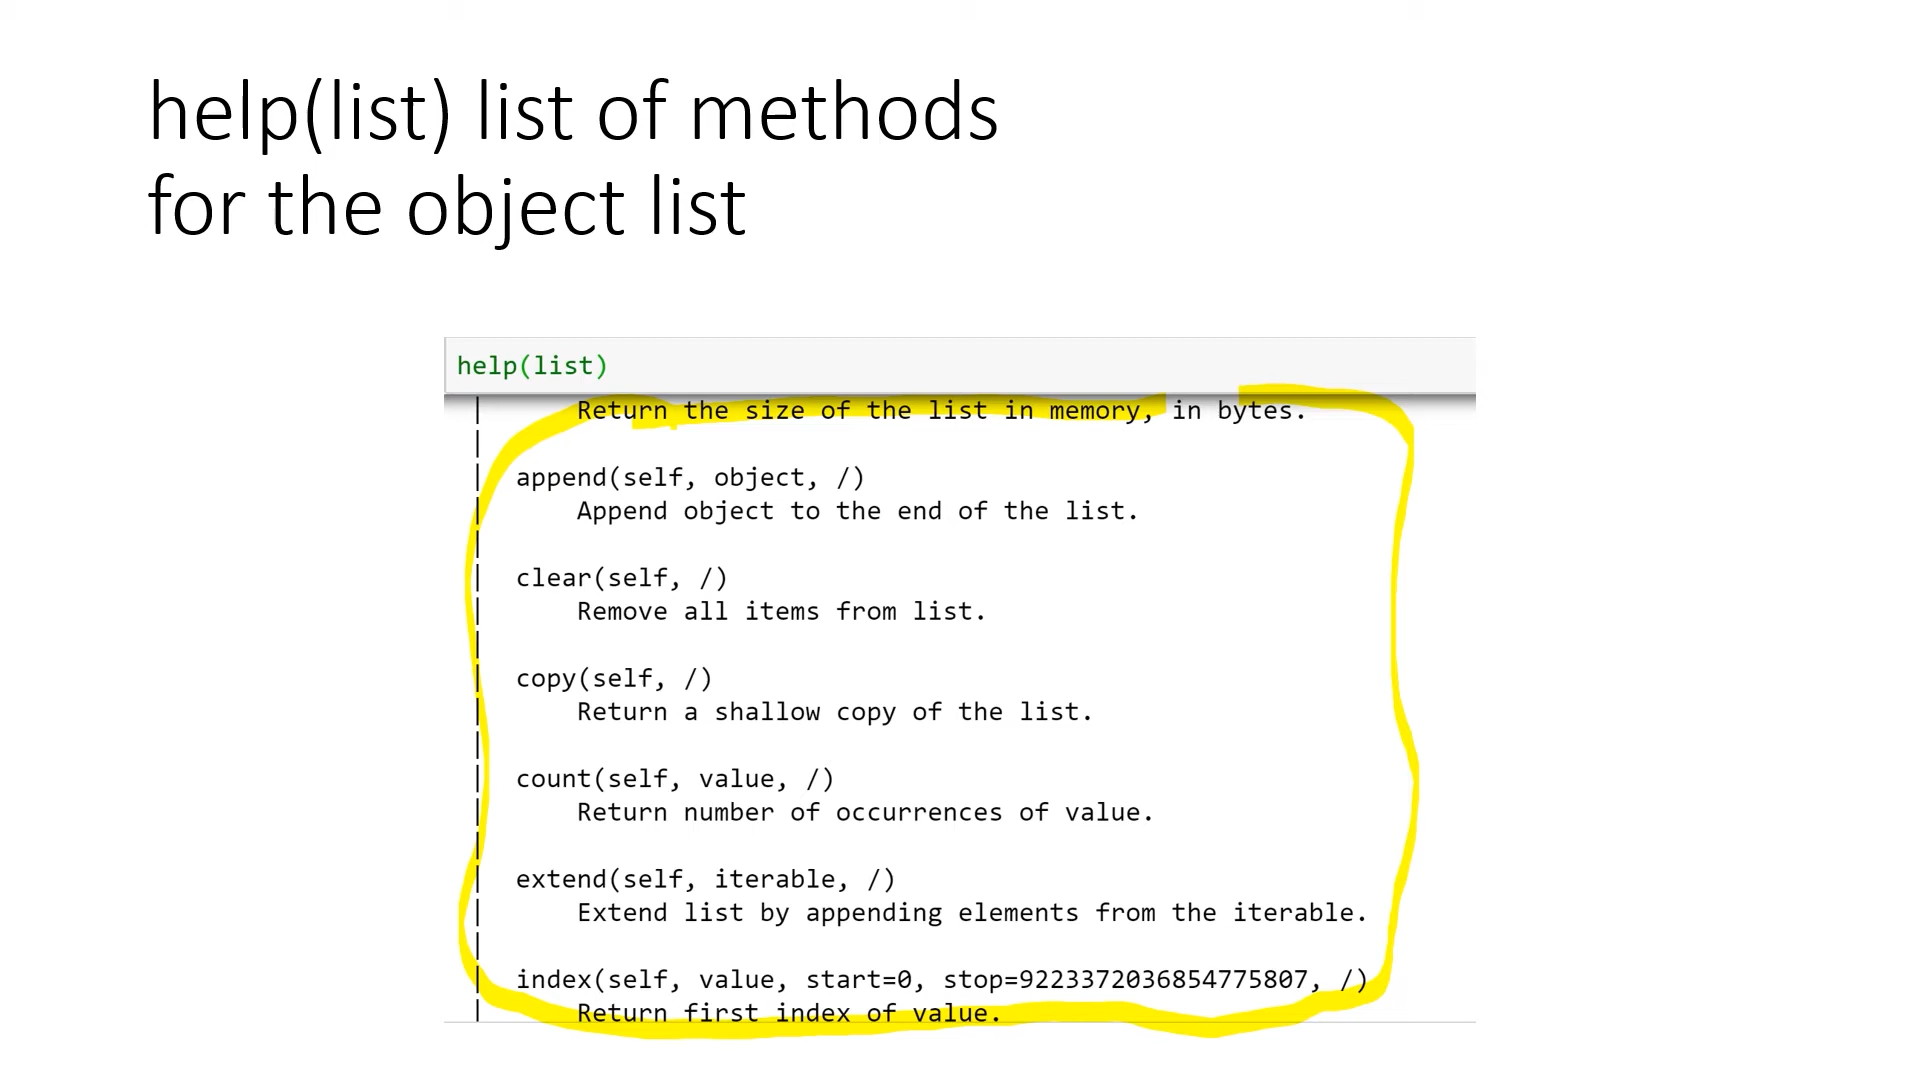 help(list) list of methods
for the object list
help(list)
| Return the size of the list in memory, in bytes.
|
| append(self, object, /)
| Append object to the end of the list.
|
| clear(self, /)
| Remove all items from list.
|
| copy(self, /)
| Return a shallow copy of the list.
|
| count(self, value, /)
| Return number of occurrences of value.
|
| extend(self, iterable, /)
| Extend list by appending elements from the iterable.
|
| index(self, value, start=0, stop=9223372036854775807, /)
| Return first index of value.